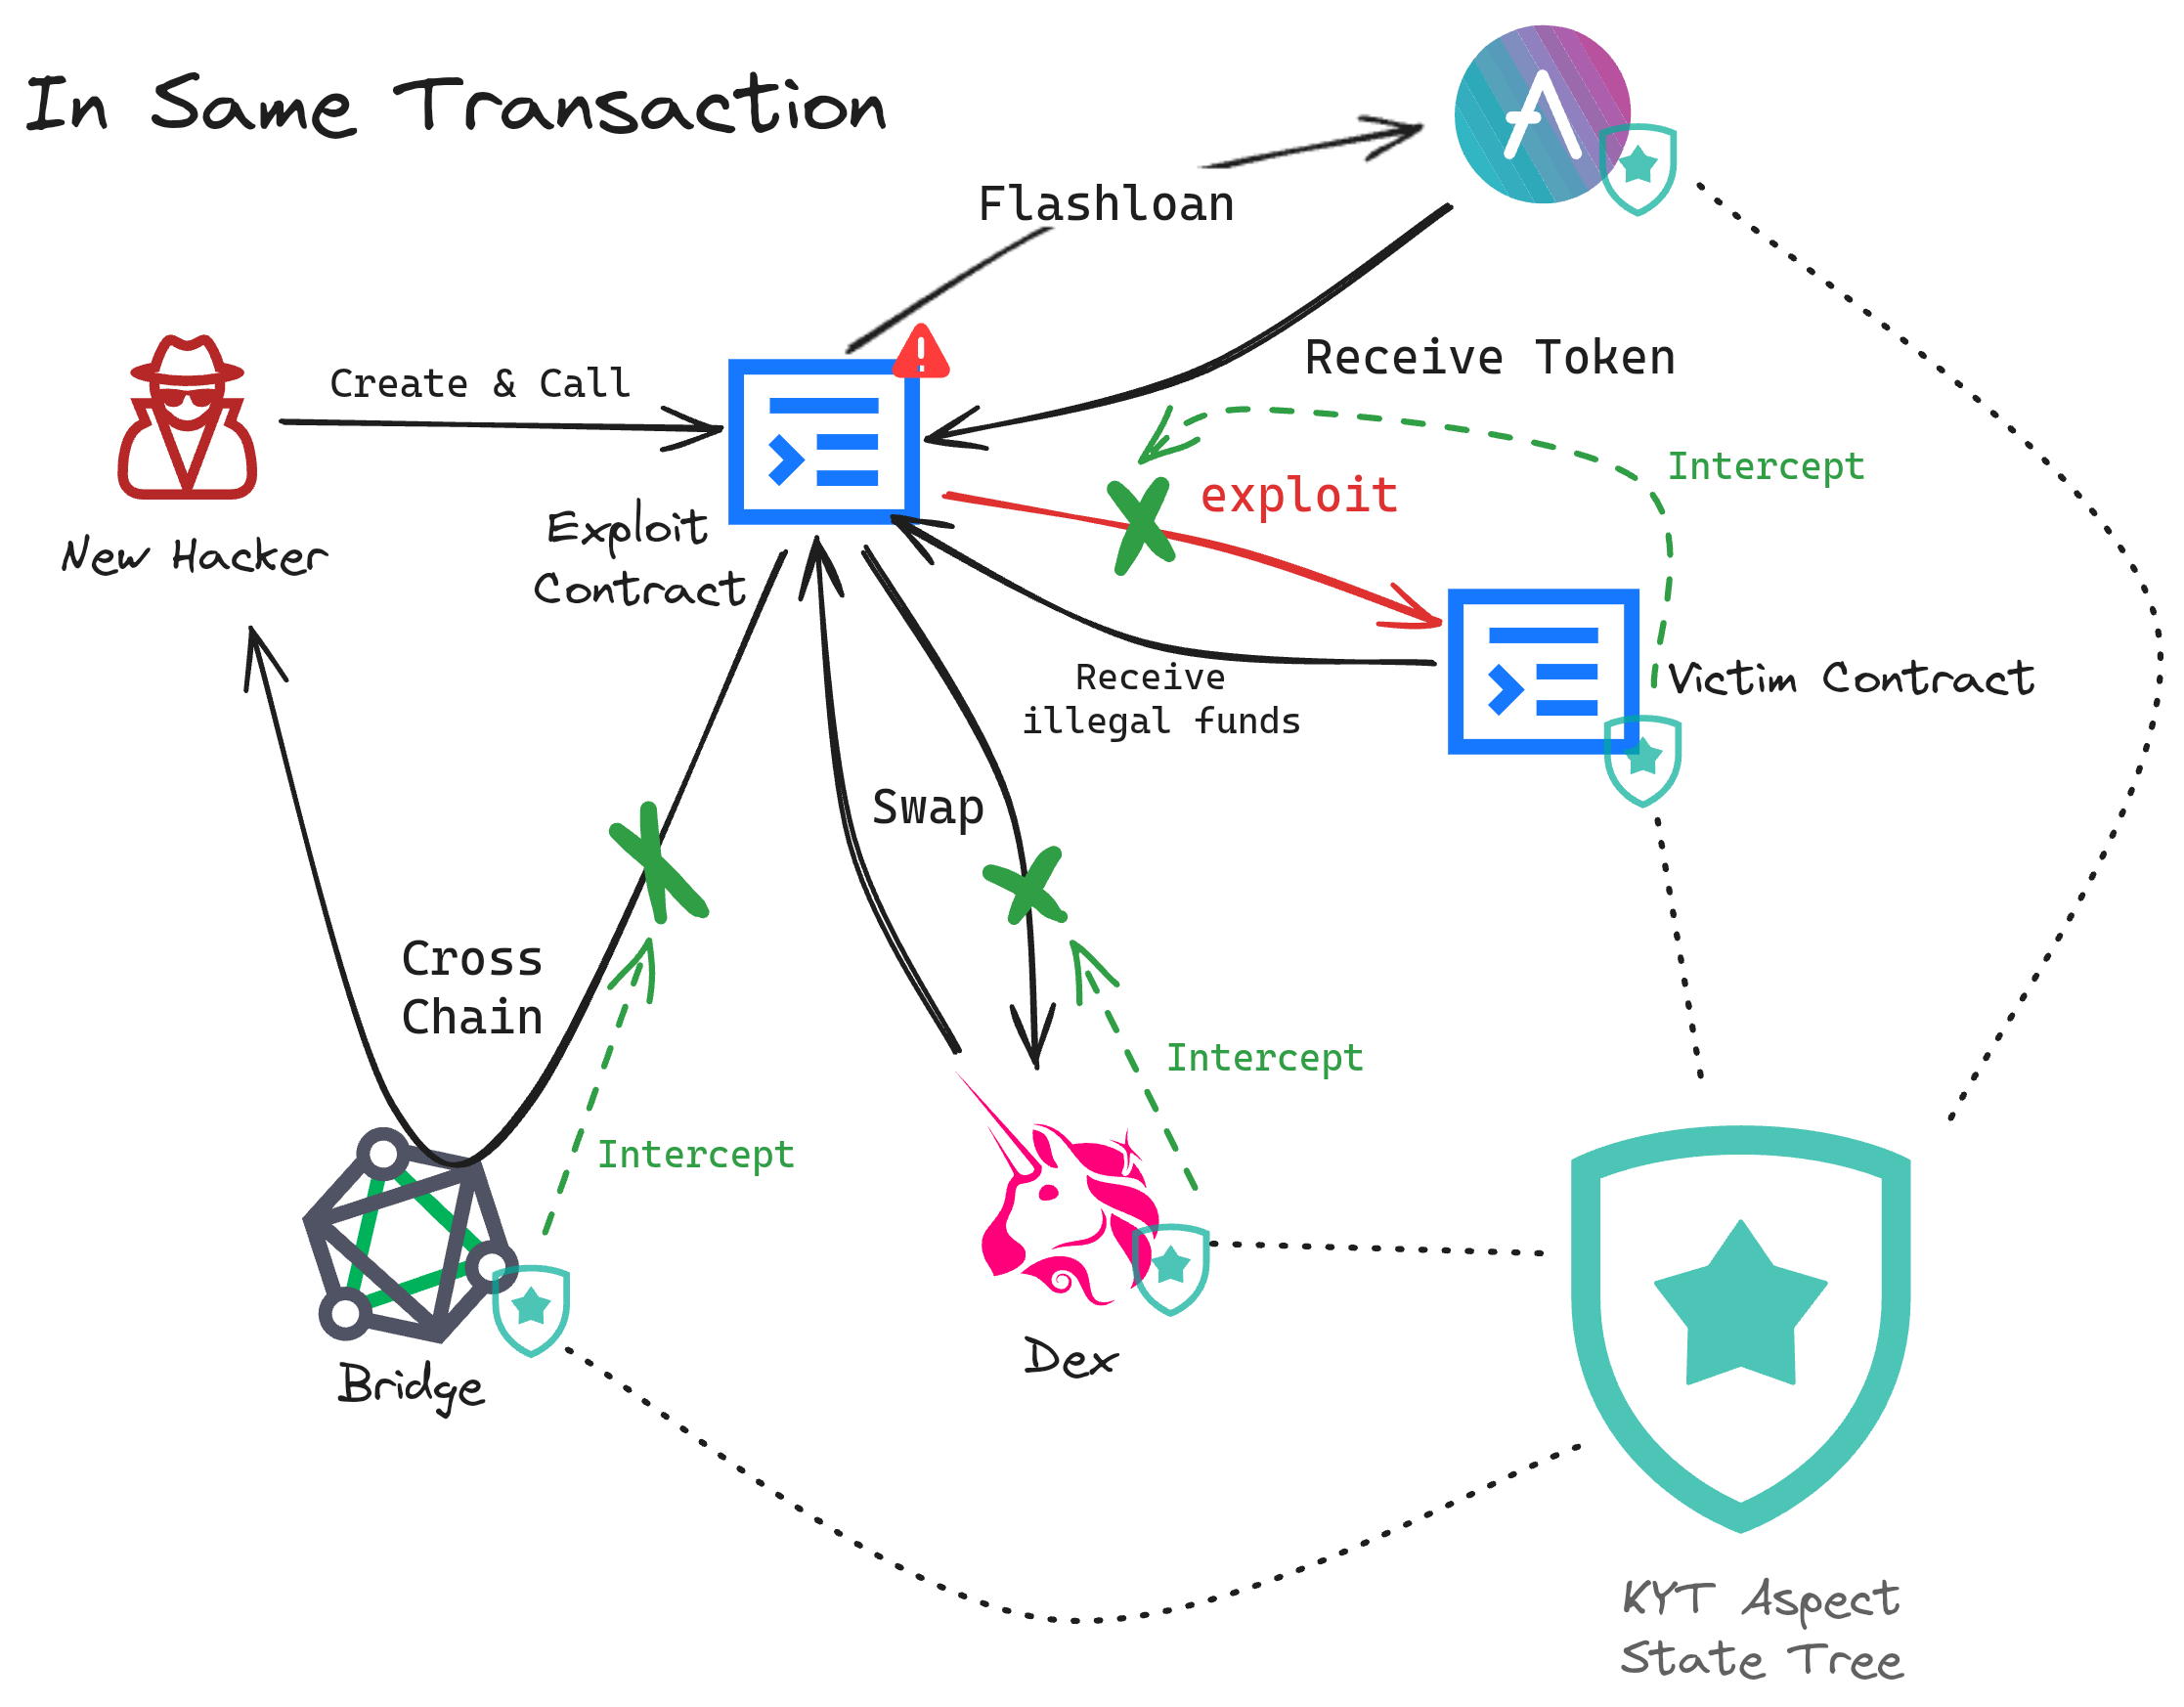 In Same Transaction
Flashloan
Receive Token
Create & Call
Intercept
exploit
Exploit
Contract
New Hacker
Receive
illegal funds
Victim Contract
Swap
Cross
Chain
Intercept
Intercept
Dex
Bridge
KYT Aspect
State Tree